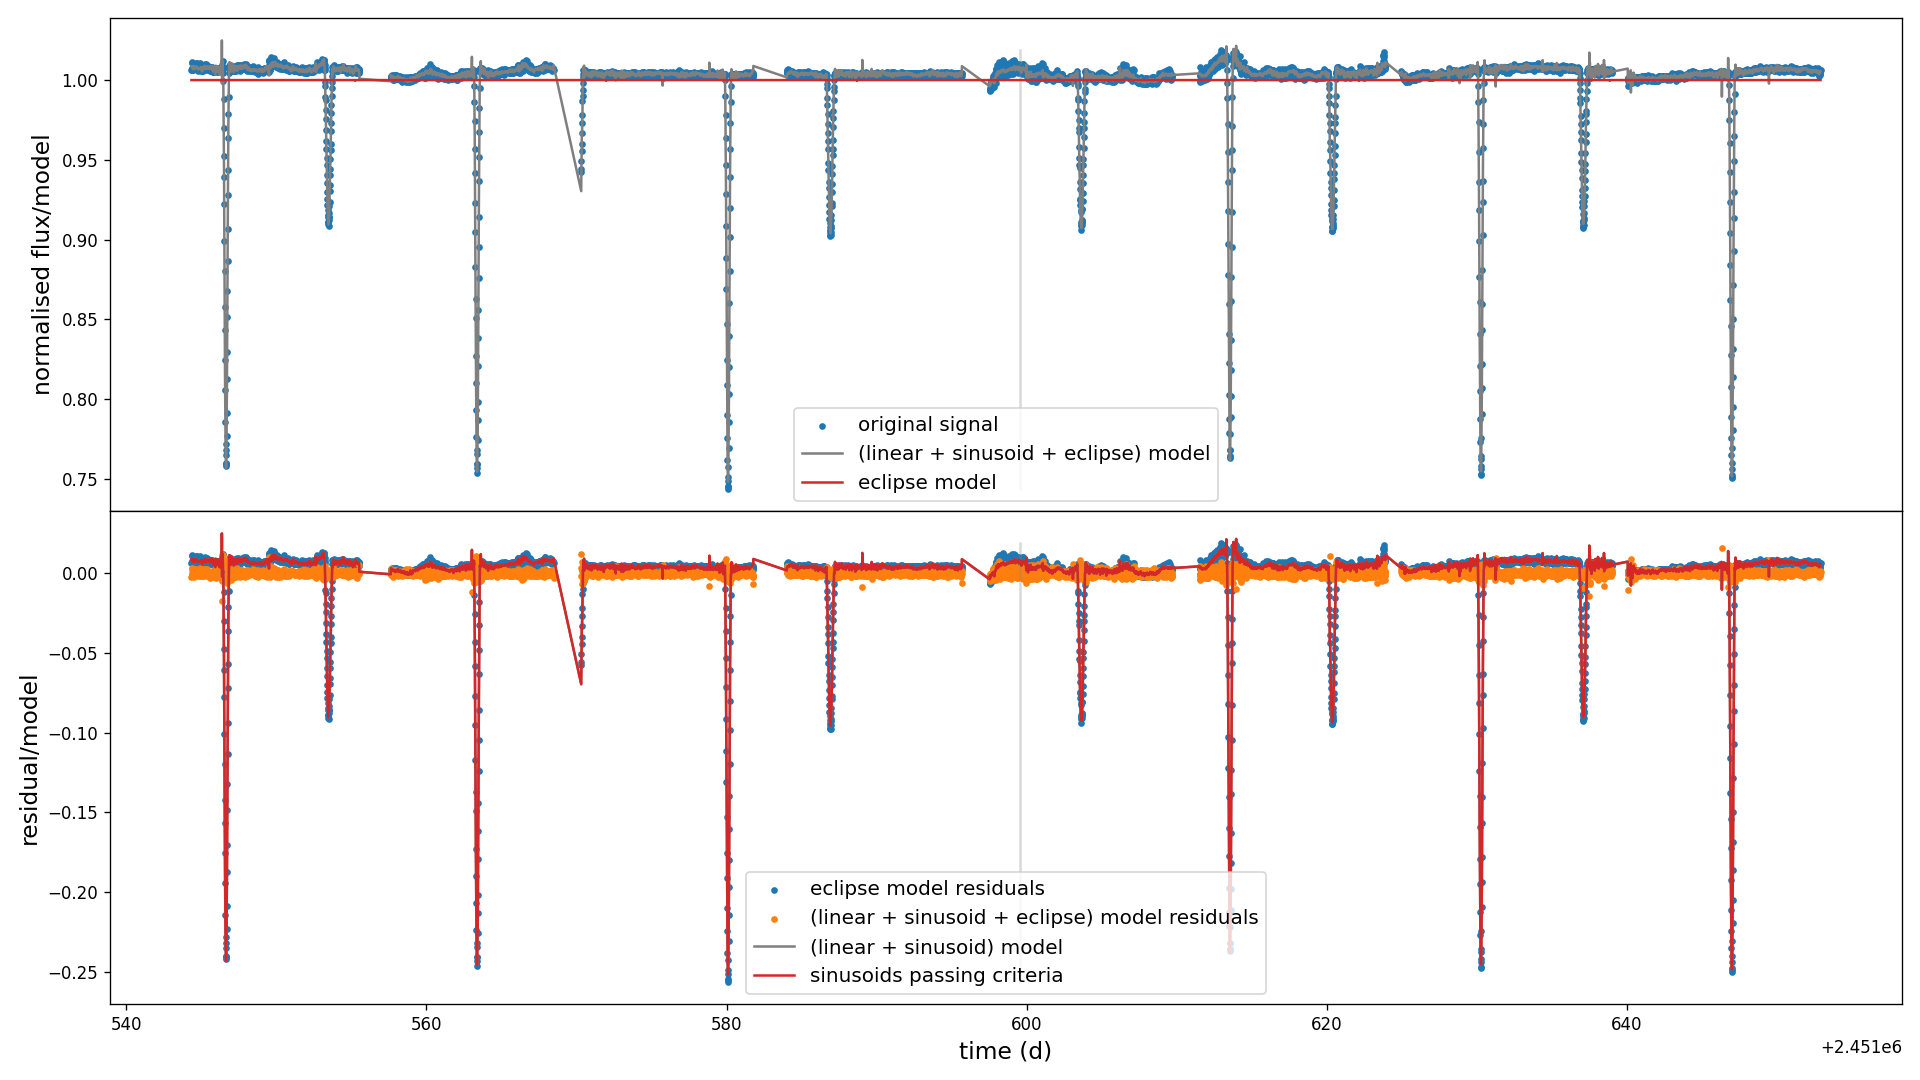 normalised flux/model
1.00
0.95
0.90
0.85
0.80
0.75
original signal
(linear + sinusoid + eclipse) model
eclipse model
residual/model
0.00
−0.05
−0.10
−0.15
−0.20
−0.25
eclipse model residuals
(linear + sinusoid + eclipse) model residuals
(linear + sinusoid) model
sinusoids passing criteria
540 560 580 600 620 640
time (d)
+2.451e6